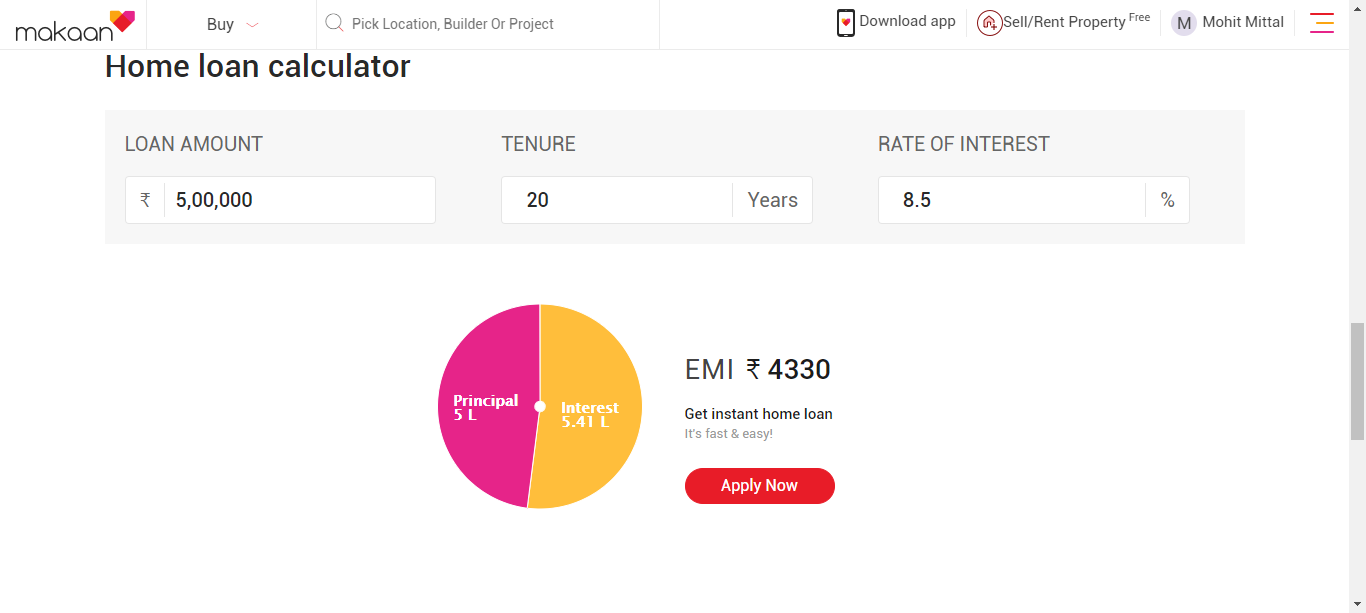 makaan
Buy
Pick Location, Builder Or Project
Download app
Sell/Rent Property Free
M
Mohit Mittal
Home loan calculator
LOAN AMOUNT
TENURE
RATE OF INTEREST
₹ 5,00,000
20 Years
8.5 %
Principal
5 L
Interest
5.41 L
EMI ₹ 4330
Get instant home loan
It's fast & easy!
Apply Now